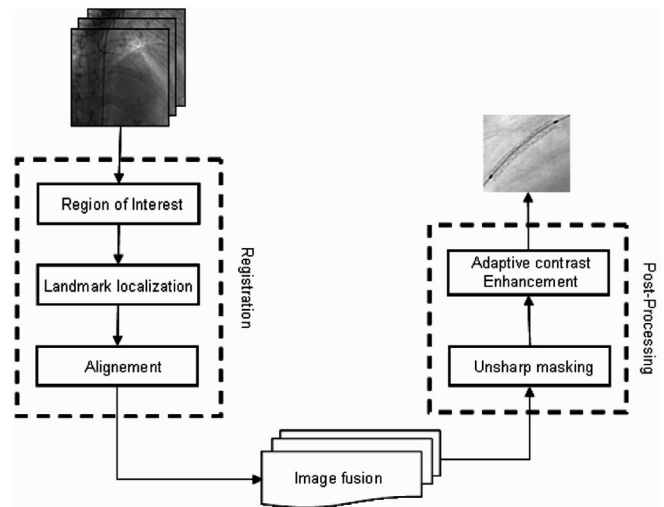 Region of Interest
Landmark localization
Alignement
Registration
Image fusion
Adaptive contrast
Enhancement
Unsharp masking
Post-Processing